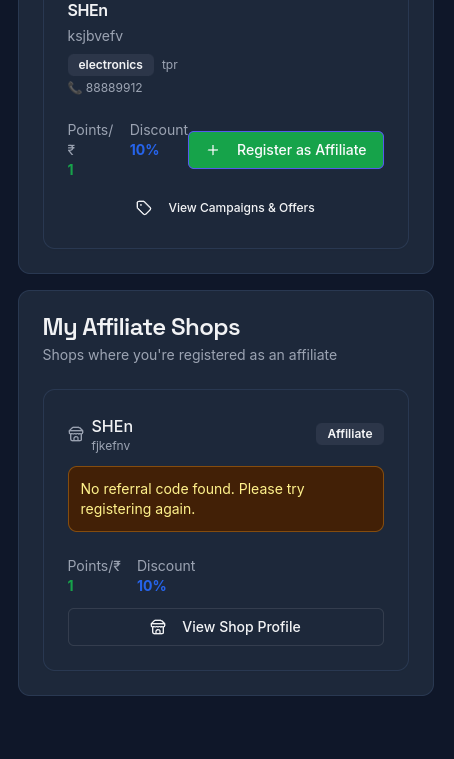 SHEn
ksjbvefv
electronics tpr
📞 88889912
Points/₹ Discount
1 10%
+ Register as Affiliate
View Campaigns & Offers
My Affiliate Shops
Shops where you're registered as an affiliate
SHEn
fjkefnv
Affiliate
No referral code found. Please try
registering again.
Points/₹ Discount
1 10%
View Shop Profile